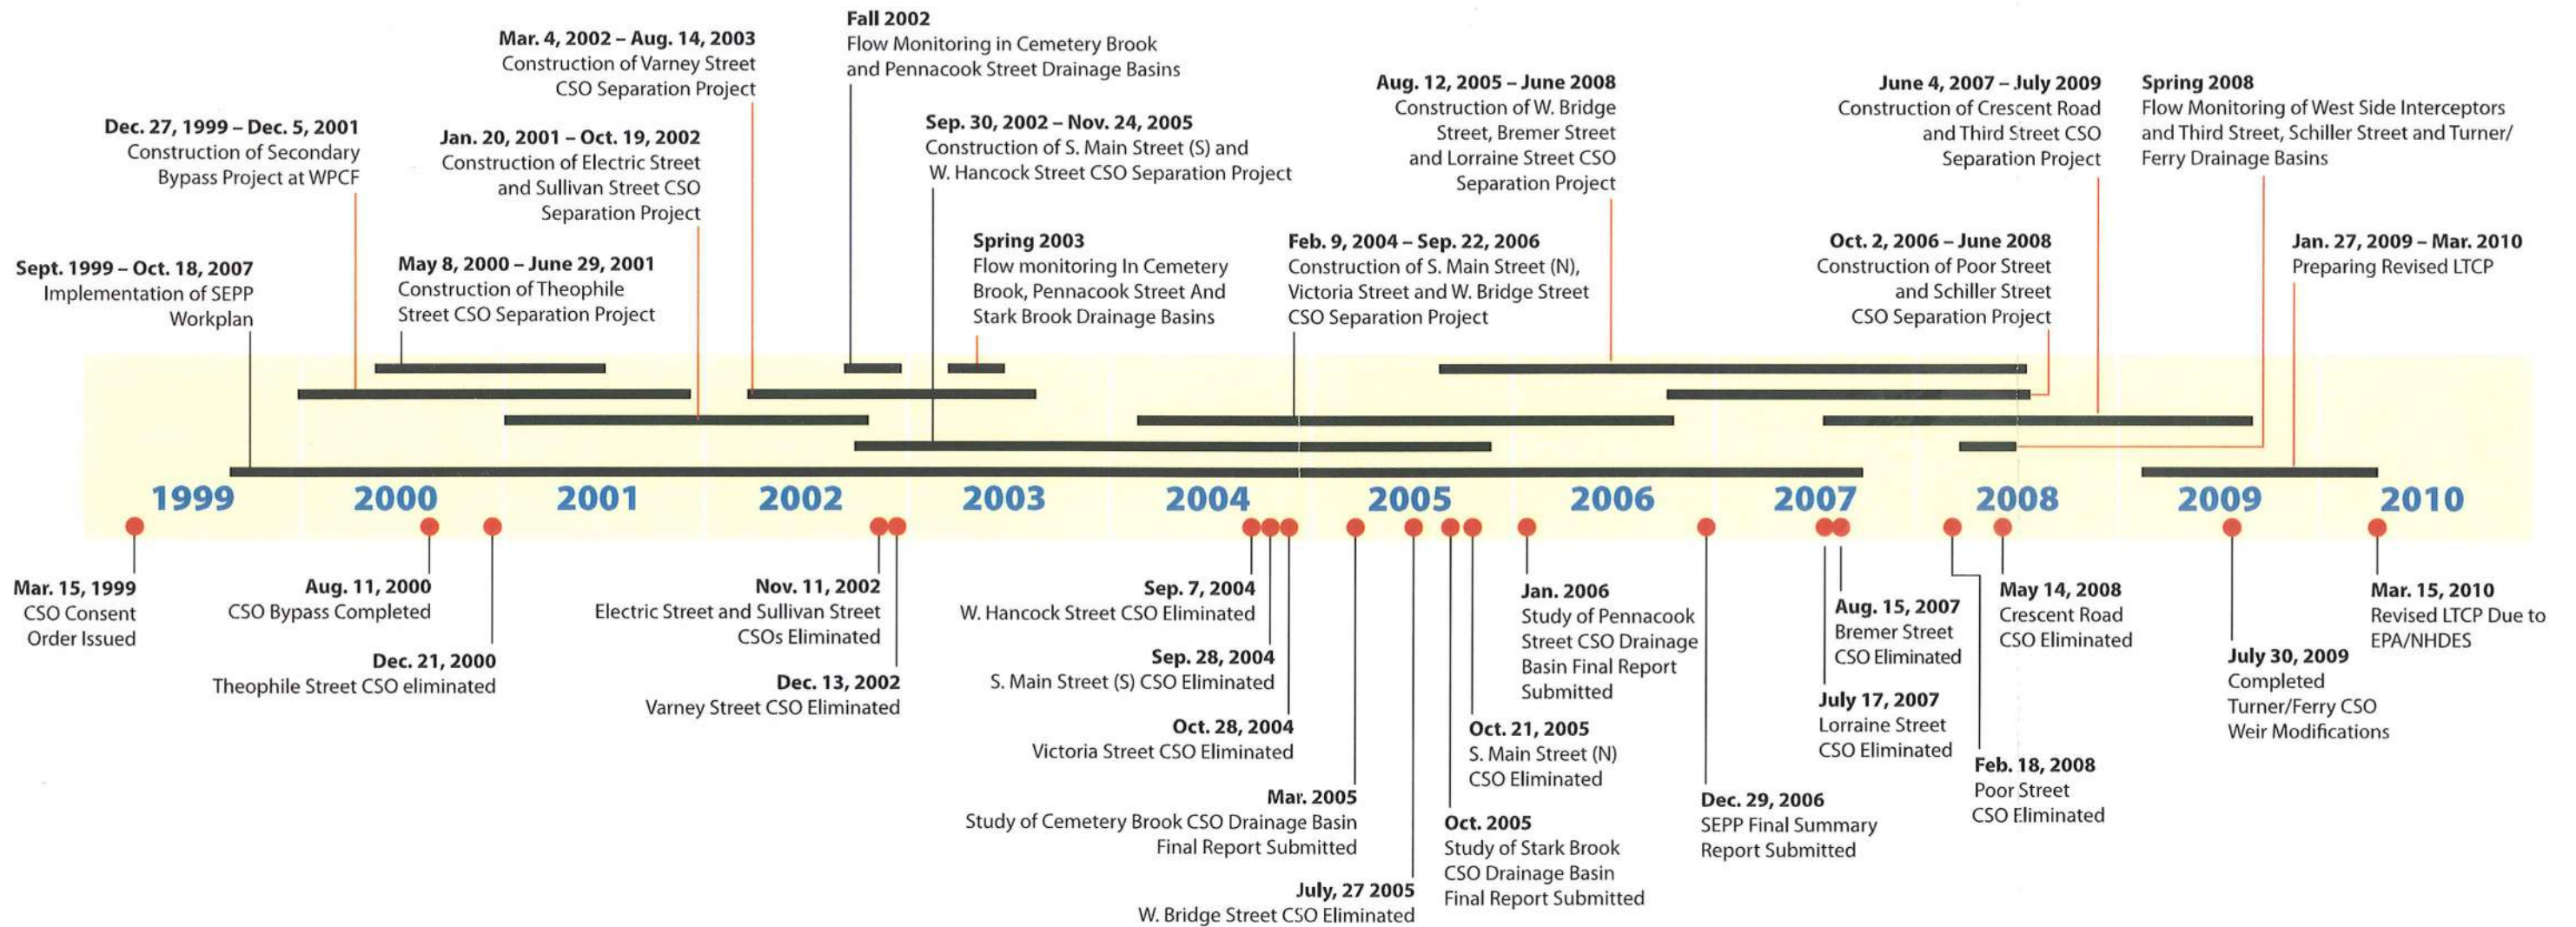 Fall 2002
Flow Monitoring in Cemetery Brook
and Pennacook Street Drainage Basins
Mar. 4, 2002 – Aug. 14, 2003
Construction of Varney Street
CSO Separation Project
Aug. 12, 2005 – June 2008
Construction of W. Bridge
Street, Bremer Street
and Lorraine Street CSO
Separation Project
June 4, 2007 – July 2009
Construction of Crescent Road
and Third Street CSO
Separation Project
Spring 2008
Flow Monitoring of West Side Interceptors
and Third Street, Schiller Street and Turner/
Ferry Drainage Basins
Dec. 27, 1999 – Dec. 5, 2001
Construction of Secondary
Bypass Project at WPCF
Jan. 20, 2001 – Oct. 19, 2002
Construction of Electric Street
and Sullivan Street CSO
Separation Project
Sep. 30, 2002 – Nov. 24, 2005
Construction of S. Main Street (S) and
W. Hancock Street CSO Separation Project
Sept. 1999 – Oct. 18, 2007
Implementation of SEPP
Workplan
May 8, 2000 – June 29, 2001
Construction of Theophile
Street CSO Separation Project
Spring 2003
Flow monitoring In Cemetery
Brook, Pennacook Street And
Stark Brook Drainage Basins
Feb. 9, 2004 – Sep. 22, 2006
Construction of S. Main Street (N),
Victoria Street and W. Bridge Street
CSO Separation Project
Oct. 2, 2006 – June 2008
Construction of Poor Street
and Schiller Street
CSO Separation Project
Jan. 27, 2009 – Mar. 2010
Preparing Revised LTCP
1999 2000 2001 2002 2003 2004 2005 2006 2007 2008 2009 2010
Mar. 15, 1999
CSO Consent
Order Issued
Aug. 11, 2000
CSO Bypass Completed
Dec. 21, 2000
Theophile Street CSO eliminated
Nov. 11, 2002
Electric Street and Sullivan Street
CSOs Eliminated
Dec. 13, 2002
Varney Street CSO Eliminated
Sep. 7, 2004
W. Hancock Street CSO Eliminated
Sep. 28, 2004
S. Main Street (S) CSO Eliminated
Oct. 28, 2004
Victoria Street CSO Eliminated
Mar. 2005
Study of Cemetery Brook CSO Drainage Basin
Final Report Submitted
July, 27 2005
W. Bridge Street CSO Eliminated
Oct. 2005
Study of Stark Brook
CSO Drainage Basin
Final Report Submitted
Oct. 21, 2005
S. Main Street (N)
CSO Eliminated
Jan. 2006
Study of Pennacook
Street CSO Drainage
Basin Final Report
Submitted
Dec. 29, 2006
SEPP Final Summary
Report Submitted
July 17, 2007
Lorraine Street
CSO Eliminated
Aug. 15, 2007
Bremer Street
CSO Eliminated
Feb. 18, 2008
Poor Street
CSO Eliminated
May 14, 2008
Crescent Road
CSO Eliminated
July 30, 2009
Completed
Turner/Ferry CSO
Weir Modifications
Mar. 15, 2010
Revised LTCP Due to
EPA/NHDES